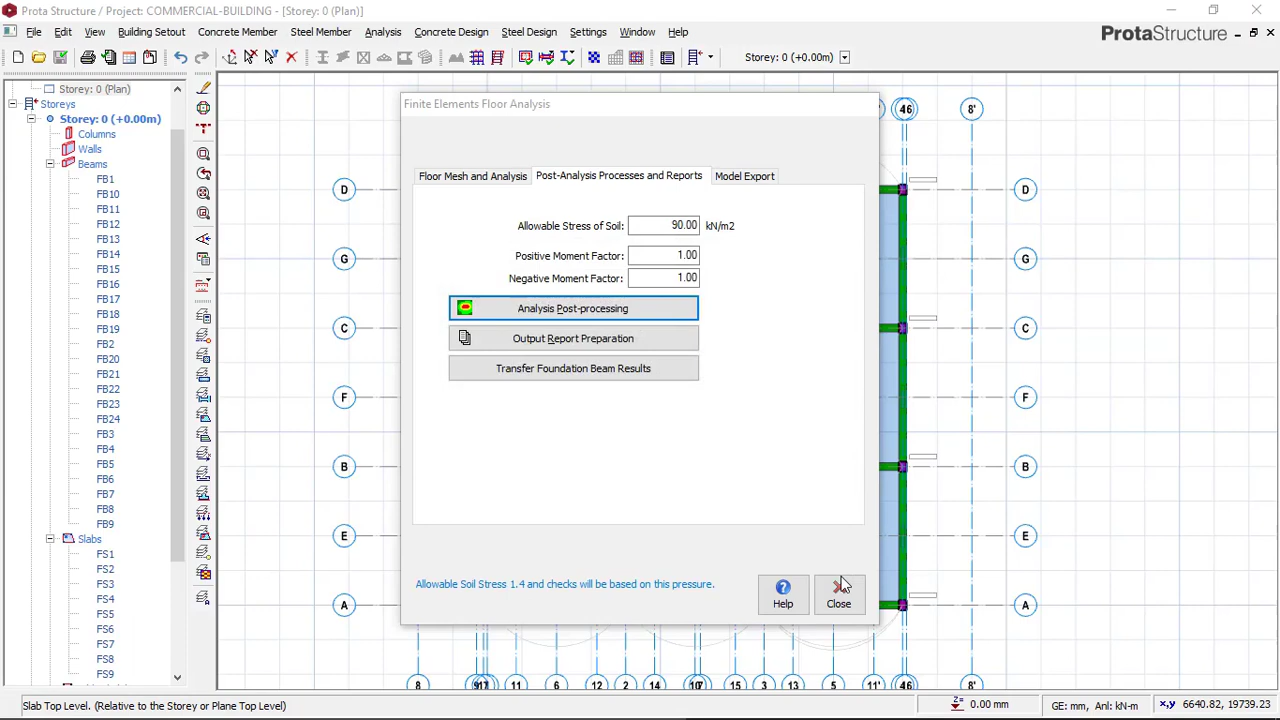 Prota Structure / Project: COMMERCIAL-BUILDING - [Storey: 0 (Plan)]
File Edit View Building Setout Concrete Member Steel Member Analysis Concrete Design Steel Design Settings Window Help
ProtaStructure
Storey: 0 (+0.00m)
Storey: 0 (Plan)
Storeys
Storey: 0 (+0.00m)
Columns
Walls
Beams
FB1
FB10
FB11
FB12
FB13
FB14
FB15
FB16
FB17
FB18
FB19
FB2
FB20
FB21
FB22
FB23
FB24
FB3
FB4
FB5
FB6
FB7
FB8
FB9
Slabs
FS1
FS2
FS3
FS4
FS5
FS6
FS7
FS8
FS9
Finite Elements Floor Analysis
Floor Mesh and Analysis Post-Analysis Processes and Reports Model Export
Allowable Stress of Soil: 90.00 kN/m2
Positive Moment Factor: 1.00
Negative Moment Factor: 1.00
Analysis Post-processing
Output Report Preparation
Transfer Foundation Beam Results
Allowable Soil Stress 1.4 and checks will be based on this pressure.
Help Close
46 8'
D D
G G
C C
F F
B B
E E
A A
8 11 6 12 2 14 15 3 13 5 11' 46 8'
Slab Top Level. (Relative to the Storey or Plane Top Level)
Z= 0.00 mm
GE: mm, Anl: kN-m
x,y 6640.82, 19739.23